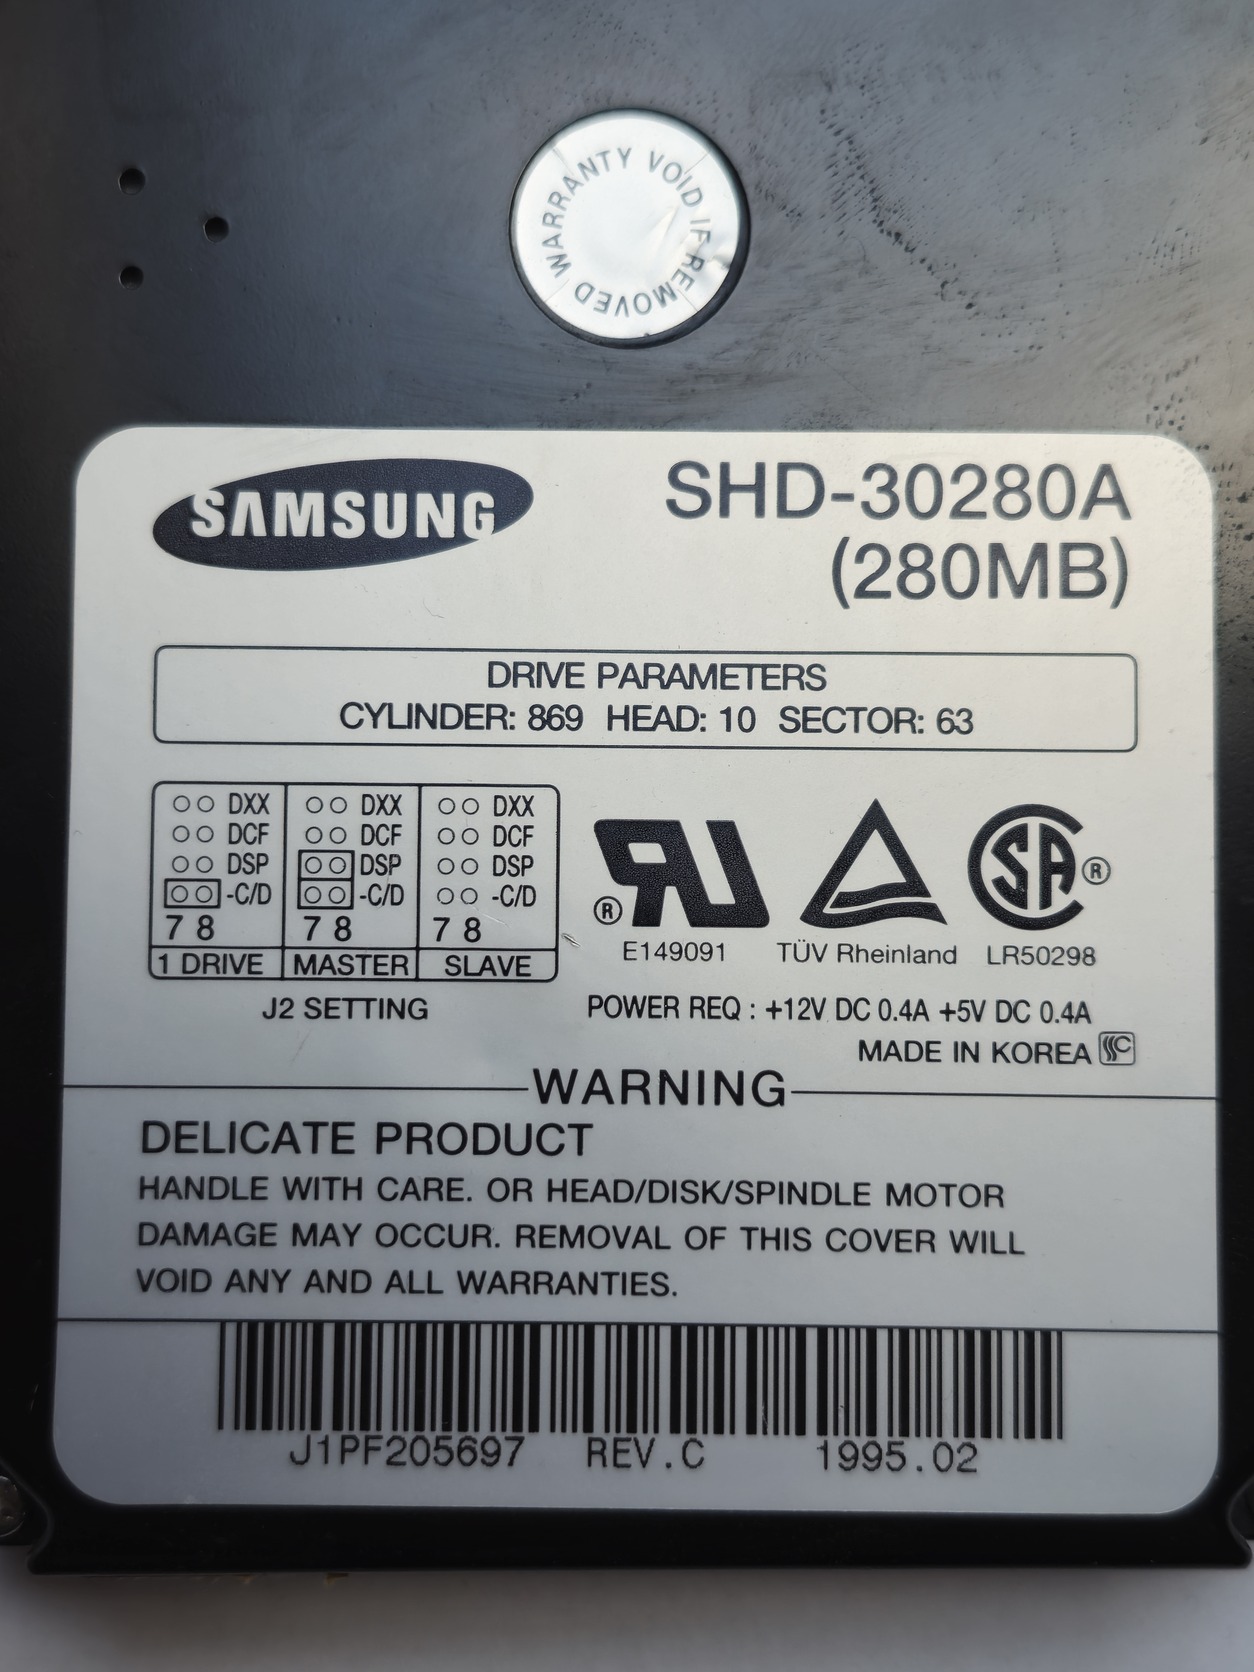 WARRANTY VOID IF REMOVED
SAMSUNG
SHD-30280A
(280MB)
DRIVE PARAMETERS
CYLINDER: 869 HEAD: 10 SECTOR: 63
DXX DXX DXX
DCF DCF DCF
DSP DSP DSP
-C/D -C/D -C/D
7 8 7 8 7 8
1 DRIVE MASTER SLAVE
J2 SETTING
SA ®
®
E149091 TÜV Rheinland LR50298
POWER REQ : +12V DC 0.4A +5V DC 0.4A
MADE IN KOREA
WARNING
DELICATE PRODUCT
HANDLE WITH CARE. OR HEAD/DISK/SPINDLE MOTOR
DAMAGE MAY OCCUR. REMOVAL OF THIS COVER WILL
VOID ANY AND ALL WARRANTIES.
J1PF205697 REV.C 1995.02